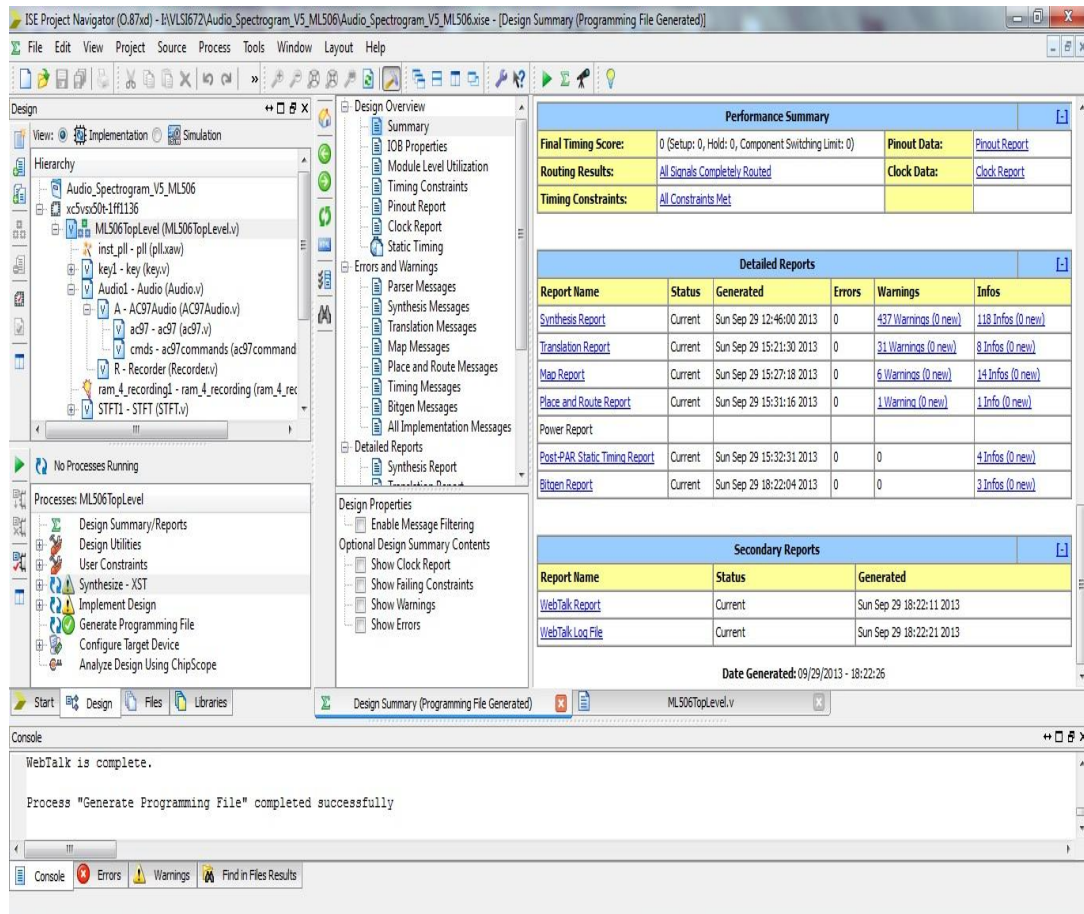 ISE Project Navigator (O.87xd) - I:\VLSI672\Audio_Spectrogram_V5_ML506\Audio_Spectrogram_V5_ML506.xise - [Design Summary (Programming File Generated)]
File Edit View Project Source Process Tools Window Layout Help
Design
View: Implementation Simulation
Hierarchy
Audio_Spectrogram_V5_ML506
xc5vsx50t-1ff1136
ML506TopLevel (ML506TopLevel.v)
inst_pll - pll (pll.xaw)
key1 - key (key.v)
Audio1 - Audio (Audio.v)
A - AC97Audio (AC97Audio.v)
ac97 - ac97 (ac97.v)
cmds - ac97commands (ac97command
R - Recorder (Recorder.v)
ram_4_recording1 - ram_4_recording (ram_4_rec
STFT1 - STFT (STFT.v)
No Processes Running
Processes: ML506TopLevel
Design Summary/Reports
Design Utilities
User Constraints
Synthesize - XST
Implement Design
Generate Programming File
Configure Target Device
Analyze Design Using ChipScope
Start Design Files Libraries
Design Overview
Summary
IOB Properties
Module Level Utilization
Timing Constraints
Pinout Report
Clock Report
Static Timing
Errors and Warnings
Parser Messages
Synthesis Messages
Translation Messages
Map Messages
Place and Route Messages
Timing Messages
Bitgen Messages
All Implementation Messages
Detailed Reports
Synthesis Report
Translation Report
Design Properties
Enable Message Filtering
Optional Design Summary Contents
Show Clock Report
Show Failing Constraints
Show Warnings
Show Errors
Performance Summary [-]
Final Timing Score: 0 (Setup: 0, Hold: 0, Component Switching Limit: 0) Pinout Data: Pinout Report
Routing Results: All Signals Completely Routed Clock Data: Clock Report
Timing Constraints: All Constraints Met
Detailed Reports [-]
Report Name Status Generated Errors Warnings Infos
Synthesis Report Current Sun Sep 29 12:46:00 2013 0 437 Warnings (0 new) 118 Infos (0 new)
Translation Report Current Sun Sep 29 15:21:30 2013 0 31 Warnings (0 new) 8 Infos (0 new)
Map Report Current Sun Sep 29 15:27:18 2013 0 6 Warnings (0 new) 14 Infos (0 new)
Place and Route Report Current Sun Sep 29 15:31:16 2013 0 1 Warning (0 new) 1 Info (0 new)
Power Report
Post-PAR Static Timing Report Current Sun Sep 29 15:32:31 2013 0 0 4 Infos (0 new)
Bitgen Report Current Sun Sep 29 18:22:04 2013 0 0 3 Infos (0 new)
Secondary Reports [-]
Report Name Status Generated
WebTalk Report Current Sun Sep 29 18:22:11 2013
WebTalk Log File Current Sun Sep 29 18:22:21 2013
Date Generated: 09/29/2013 - 18:22:26
Design Summary (Programming File Generated) ML506TopLevel.v
Console
WebTalk is complete.
Process "Generate Programming File" completed successfully
Console Errors Warnings Find in Files Results